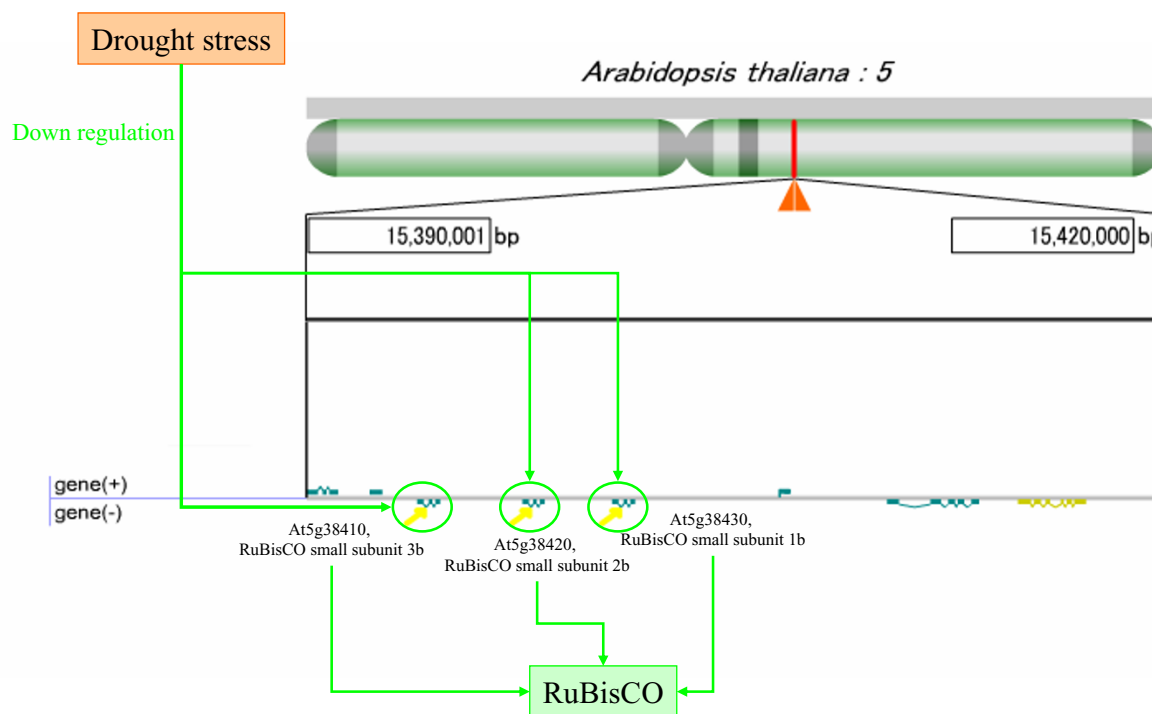 Drought stress
Arabidopsis thaliana : 5
Down regulation
15,390,001 bp
15,420,000 bp
gene(+)
gene(-)
At5g38410,
RuBisCO small subunit 3b
At5g38420,
RuBisCO small subunit 2b
At5g38430,
RuBisCO small subunit 1b
RuBisCO